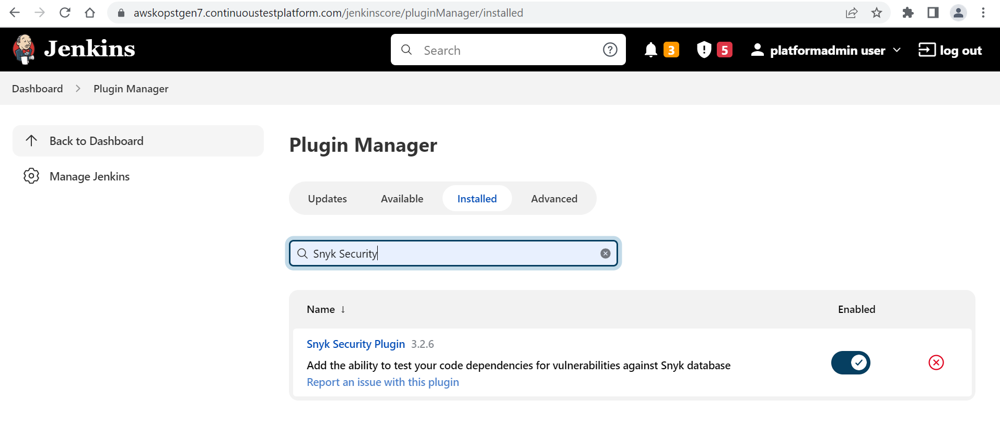 awskopstgen7.continuoustestplatform.com/jenkinscore/pluginManager/installed
Jenkins
Search
3
5
platformadmin user
log out
Dashboard
Plugin Manager
Back to Dashboard
Manage Jenkins
Plugin Manager
Updates
Available
Installed
Advanced
Snyk Security
Name ↓
Enabled
Snyk Security Plugin 3.2.6
Add the ability to test your code dependencies for vulnerabilities against Snyk database
Report an issue with this plugin